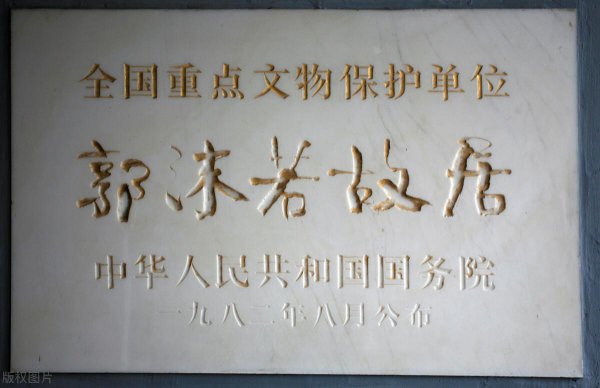 全国重点文物保护单位
郭沫若故居
中华人民共和国国务院
一九八二年八月公布
版权图片